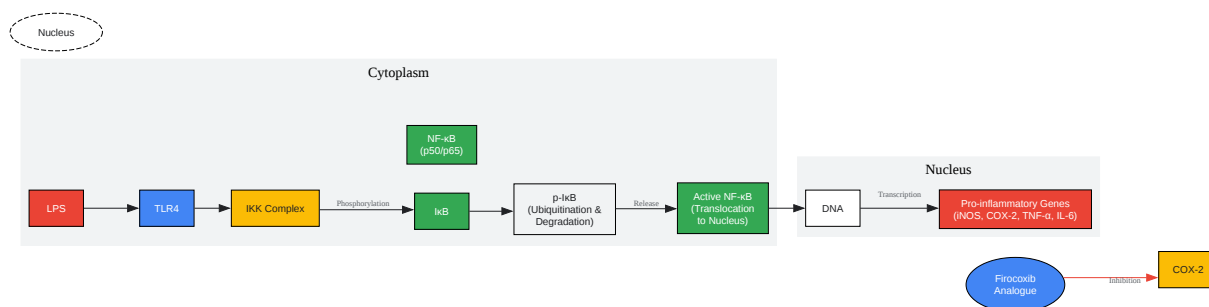 Nucleus
Cytoplasm
NF-κB
(p50/p65)
LPS
TLR4
IKK Complex
Phosphorylation
IκB
p-IκB
(Ubiquitination &
Degradation)
Release
Active NF-κB
(Translocation
to Nucleus)
Nucleus
DNA
Transcription
Pro-inflammatory Genes
(iNOS, COX-2, TNF-α, IL-6)
Firocoxib
Analogue
Inhibition
COX-2